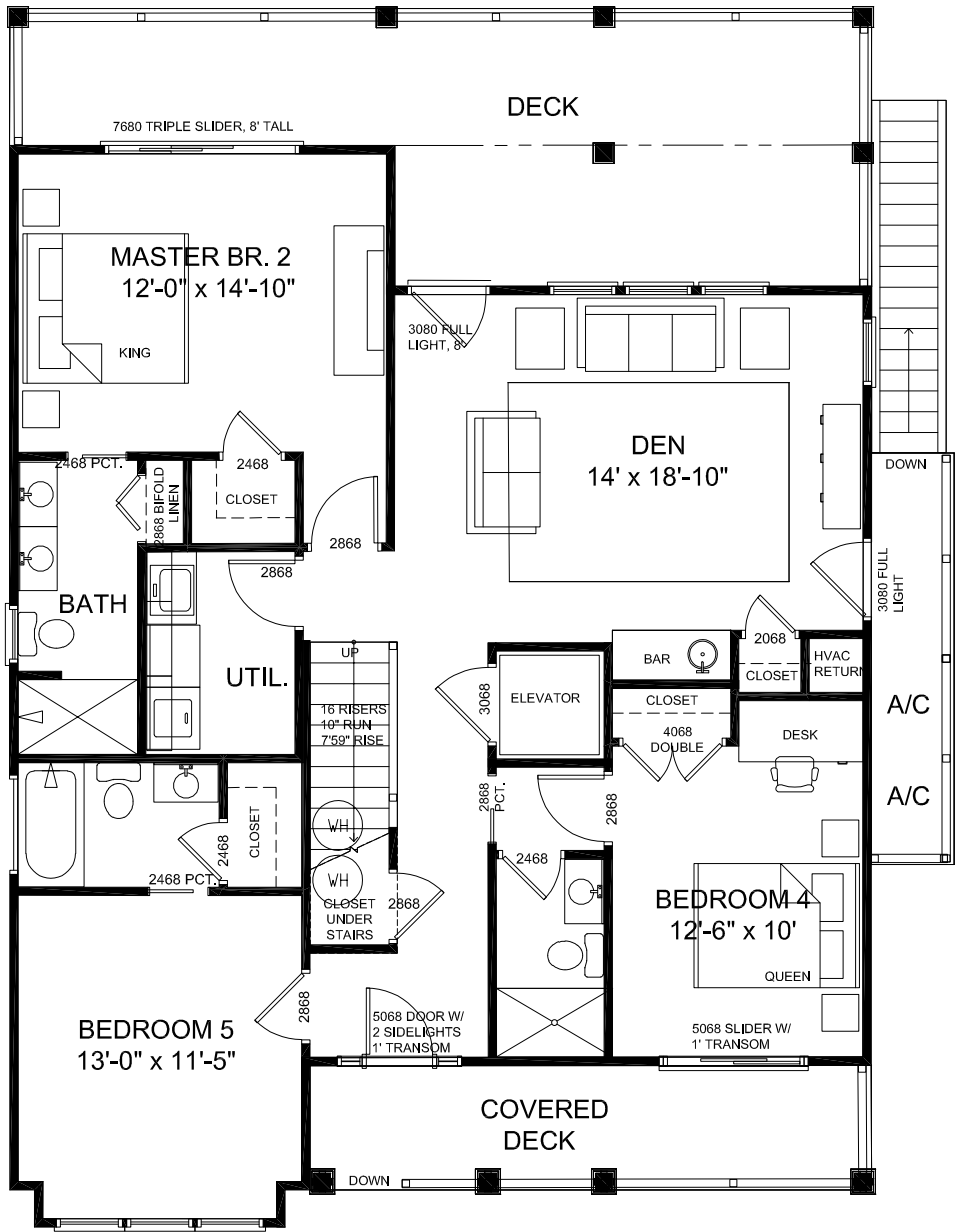 DECK
7680 TRIPLE SLIDER, 8' TALL
MASTER BR. 2
12'-0" x 14'-10"
KING
3080 FULL
LIGHT, 8'
DEN
14' x 18'-10"
DOWN
2468 PCT.
2468
CLOSET
2868 BIFOLD
LINEN
2868
2868
3080 FULL
LIGHT
BATH
UTIL.
UP
16 RISERS
10" RUN
7'59" RISE
3068
ELEVATOR
BAR
2068
CLOSET
HVAC
RETURN
A/C
A/C
CLOSET
4068
DOUBLE
DESK
2868
PCT.
2868
WH
WH
CLOSET
2468
2468 PCT.
2468
CLOSET
UNDER
STAIRS
2868
BEDROOM 4
12'-6" x 10'
QUEEN
2868
BEDROOM 5
13'-0" x 11'-5"
5068 DOOR W/
2 SIDELIGHTS
1' TRANSOM
5068 SLIDER W/
1' TRANSOM
COVERED
DECK
DOWN